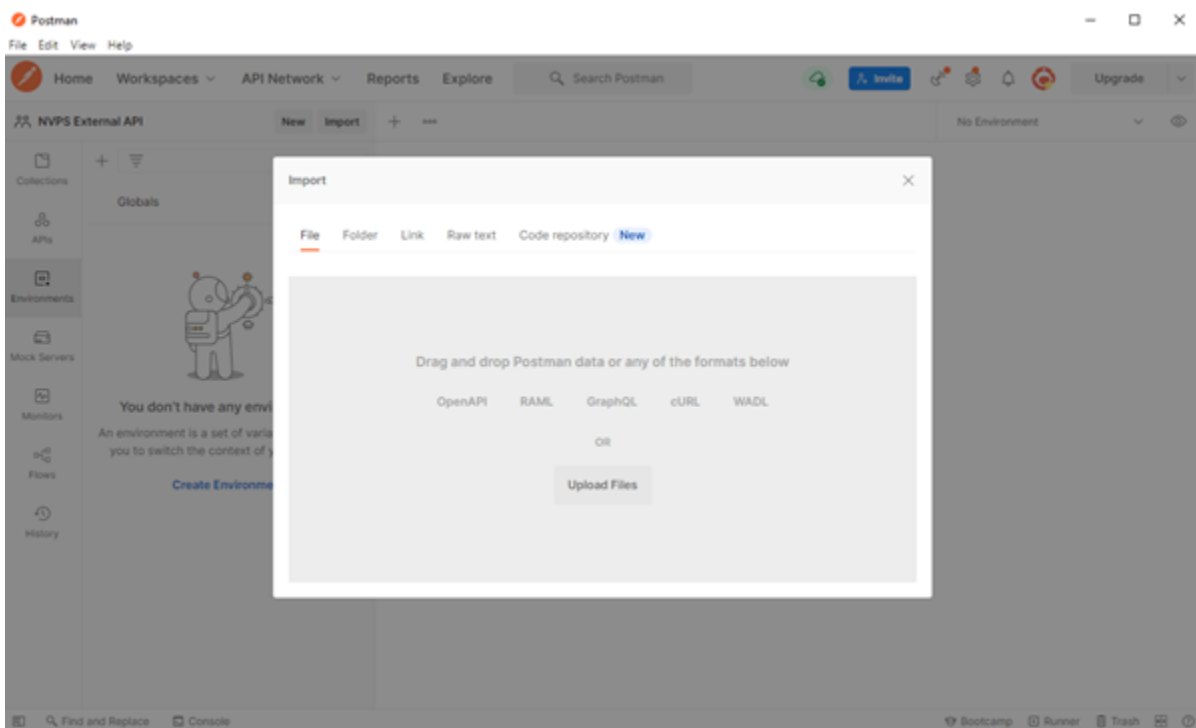 Postman
File Edit View Help
Home Workspaces API Network Reports Explore Search Postman Invite Upgrade
NVPS External API New Import No Environment
Collections
Globals
APIs
Environments
Mock Servers
Monitors
Flows
History
You don't have any envi
An environment is a set of varia
you to switch the context of y
Create Environme
Import
File Folder Link Raw text Code repository New
Drag and drop Postman data or any of the formats below
OpenAPI RAML GraphQL cURL WADL
OR
Upload Files
Find and Replace Console Bootcamp Runner Trash